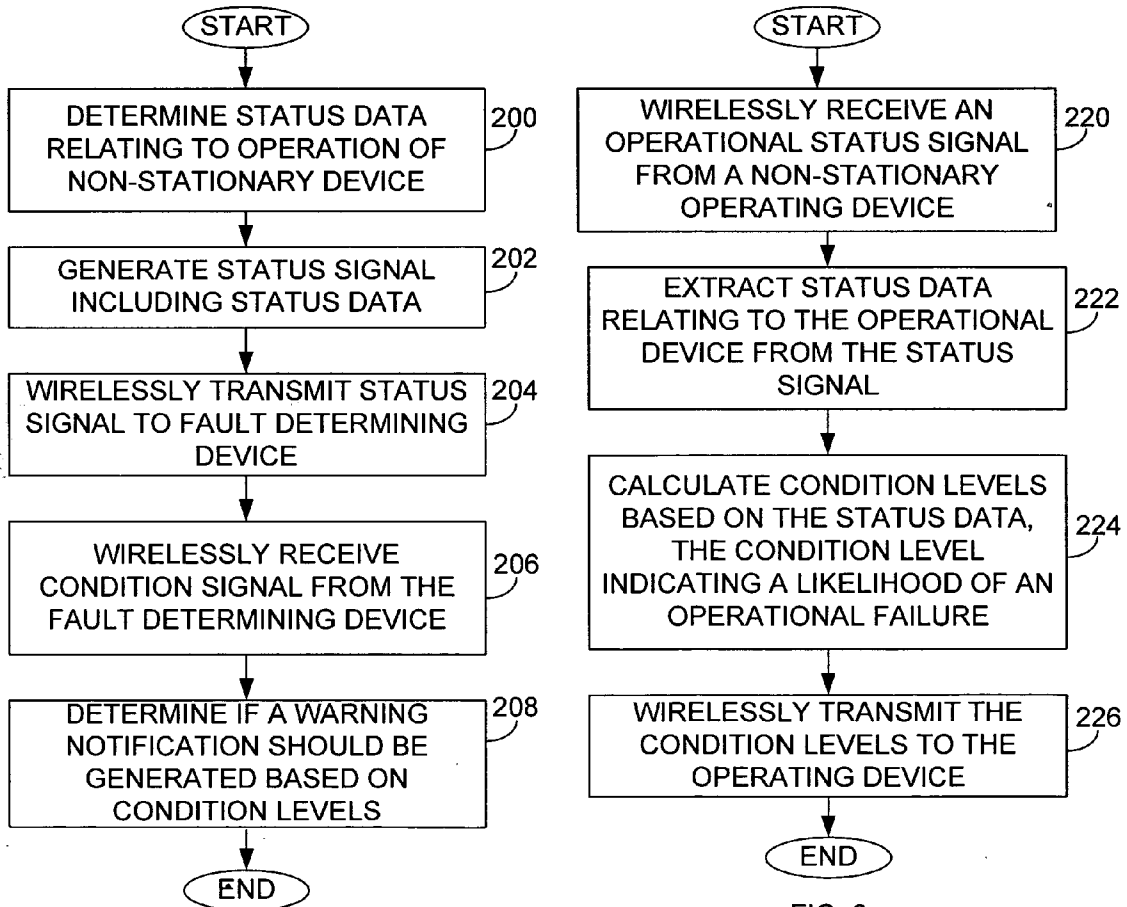 START
DETERMINE STATUS DATA
RELATING TO OPERATION OF
NON-STATIONARY DEVICE
200
GENERATE STATUS SIGNAL
INCLUDING STATUS DATA
202
WIRELESSLY TRANSMIT STATUS
SIGNAL TO FAULT DETERMINING
DEVICE
204
WIRELESSLY RECEIVE
CONDITION SIGNAL FROM THE
FAULT DETERMINING DEVICE
206
DETERMINE IF A WARNING
NOTIFICATION SHOULD BE
GENERATED BASED ON
CONDITION LEVELS
208
END
START
WIRELESSLY RECEIVE AN
OPERATIONAL STATUS SIGNAL
FROM A NON-STATIONARY
OPERATING DEVICE
220
EXTRACT STATUS DATA
RELATING TO THE OPERATIONAL
DEVICE FROM THE STATUS
SIGNAL
222
CALCULATE CONDITION LEVELS
BASED ON THE STATUS DATA,
THE CONDITION LEVEL
INDICATING A LIKELIHOOD OF AN
OPERATIONAL FAILURE
224
WIRELESSLY TRANSMIT THE
CONDITION LEVELS TO THE
OPERATING DEVICE
226
END